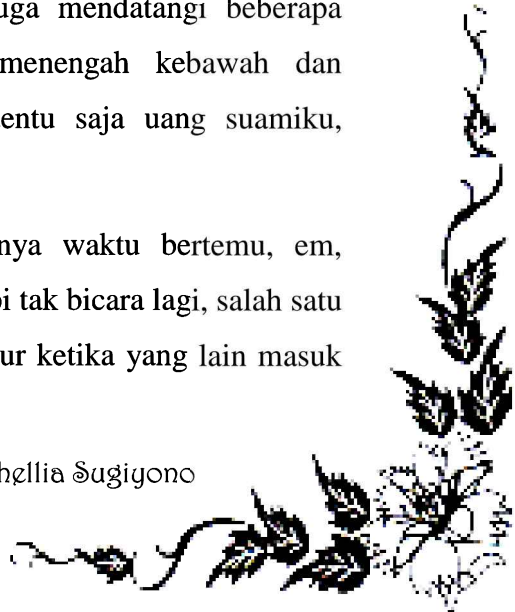 uga mendatangi beberapa
menengah kebawah dan
entu saja uang suamiku,
nya waktu bertemu, em,
pi tak bicara lagi, salah satu
ur ketika yang lain masuk
hellia Sugiyono